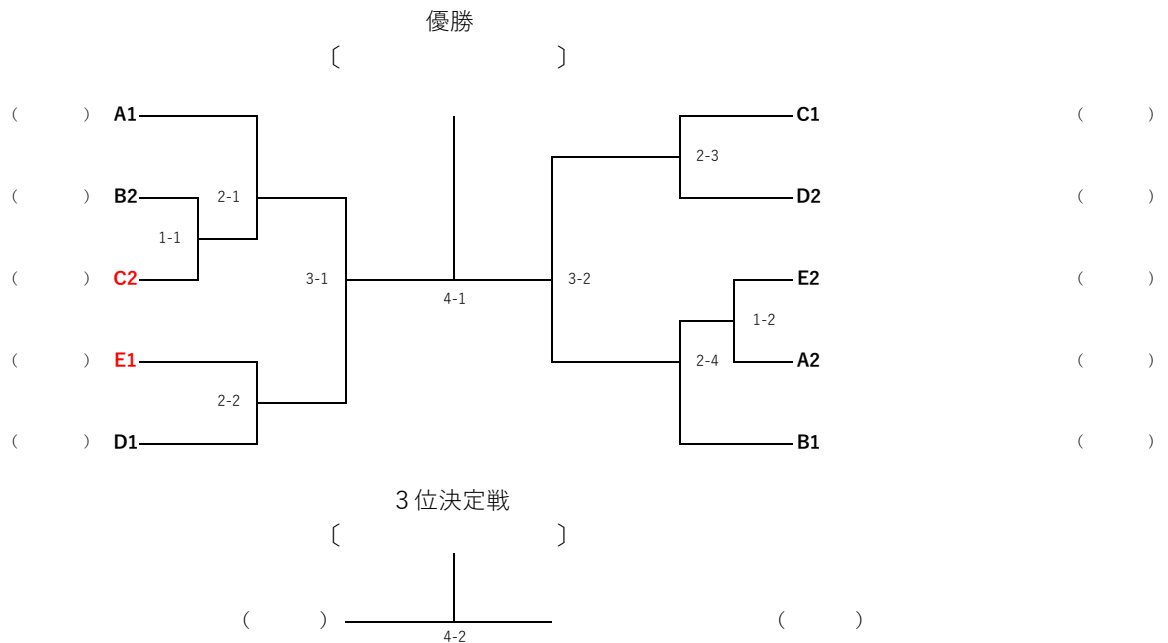 優勝
〔　　　〕
（　　） A1 C1 （　　）
2-3
（　　） B2 2-1 D2 （　　）
1-1
（　　） C2 3-1 3-2 E2 （　　）
4-1
1-2
（　　） E1 2-4 A2 （　　）
2-2
（　　） D1 B1 （　　）
3位決定戦
〔　　　〕
（　　） （　　）
4-2